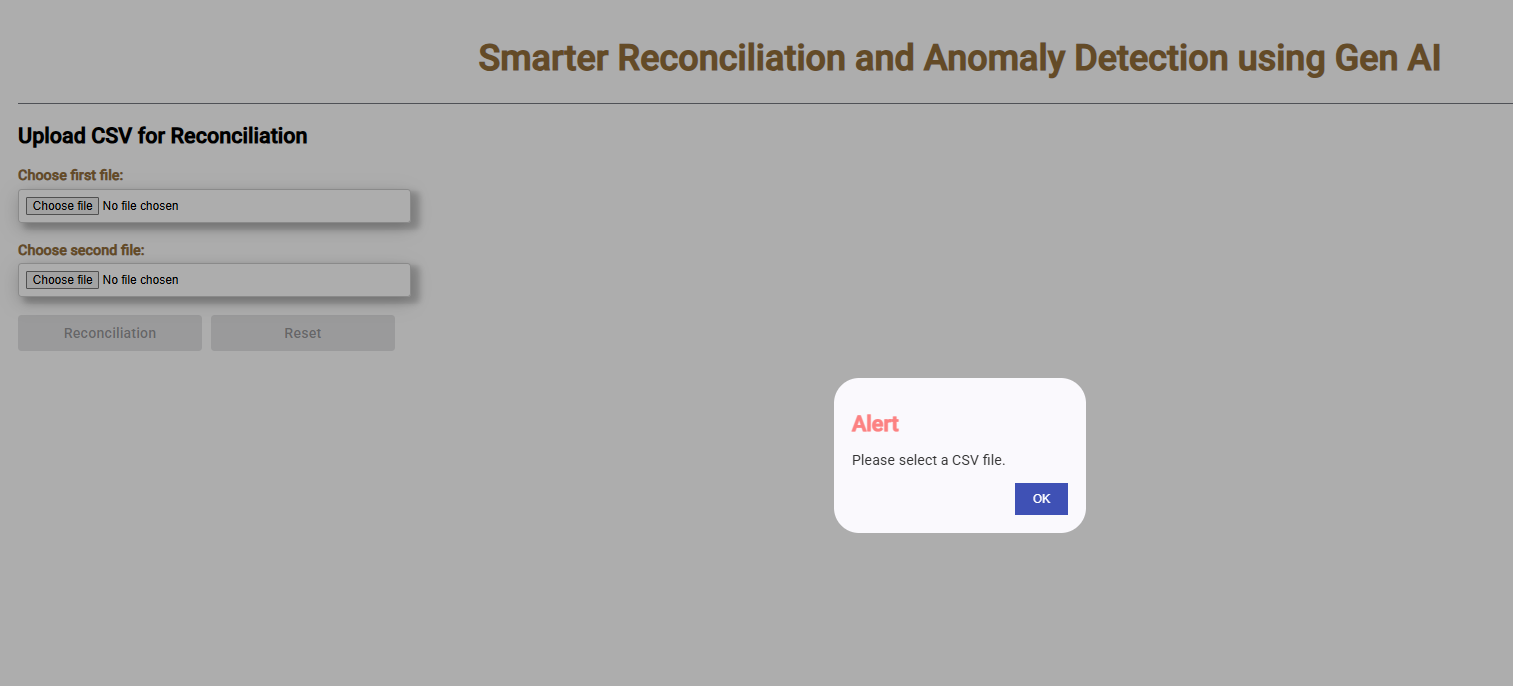 Smarter Reconciliation and Anomaly Detection using Gen AI
Upload CSV for Reconciliation
Choose first file:
Choose file No file chosen
Choose second file:
Choose file No file chosen
Reconciliation Reset
Alert
Please select a CSV file.
OK